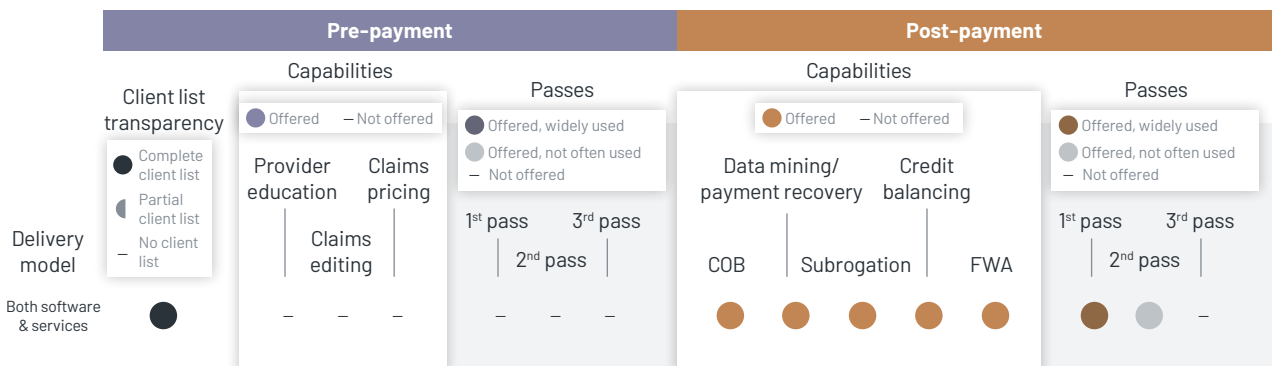 Pre-payment
Post-payment
Client list
transparency
Complete
client list
Partial
client list
– No client
list
Capabilities
Offered – Not offered
Provider
education
Claims
editing
Claims
pricing
Passes
Offered, widely used
Offered, not often used
– Not offered
1st pass
2nd pass
3rd pass
Capabilities
Offered – Not offered
COB
Data mining/
payment recovery
Subrogation
Credit
balancing
FWA
Passes
Offered, widely used
Offered, not often used
– Not offered
1st pass
2nd pass
3rd pass
Delivery
model
Both software
& services
– – – – – – –